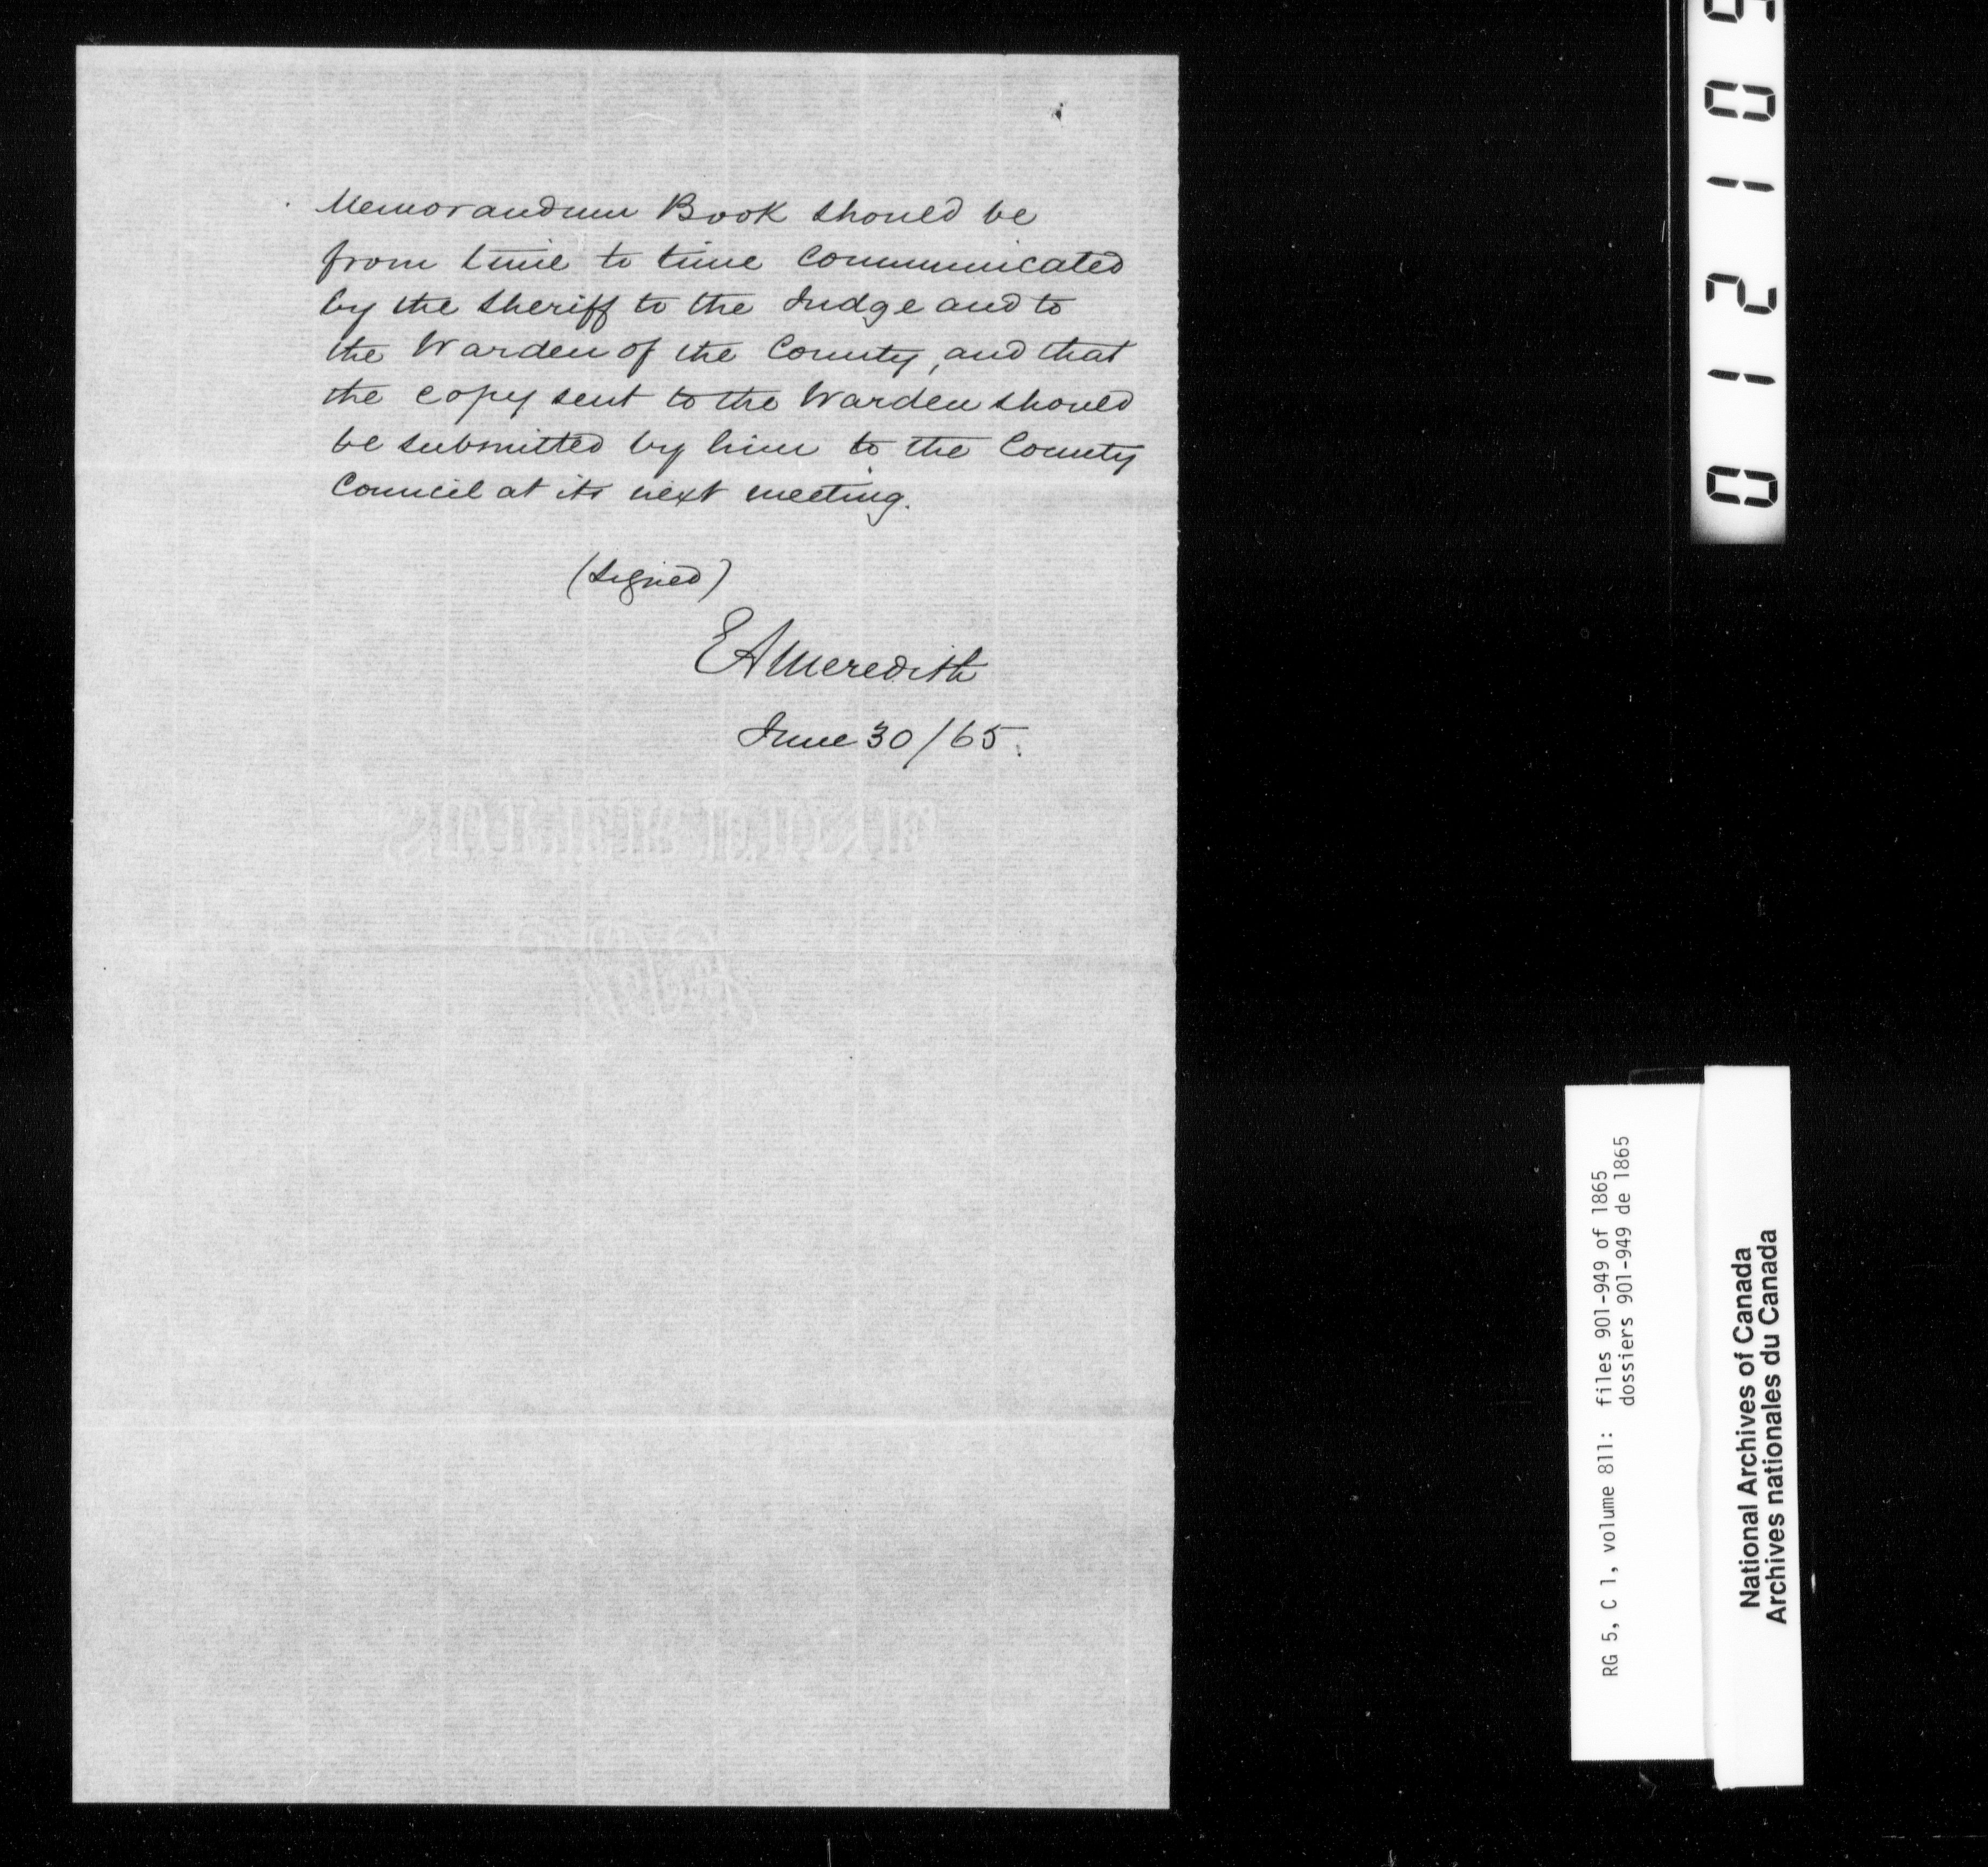 Memorandum Book should be
from time to time communicated
by the Sheriff to the Judge and to
the Warden of the County, and that
the copy sent to the Warden should
be submitted by him to the County
Council at its next meeting.
(Signed)
EAMeredith
June 30/65.
RG 5, C 1, volume 811: files 901-949 of 1865
dossiers 901-949 de 1865
National Archives of Canada
Archives nationales du Canada